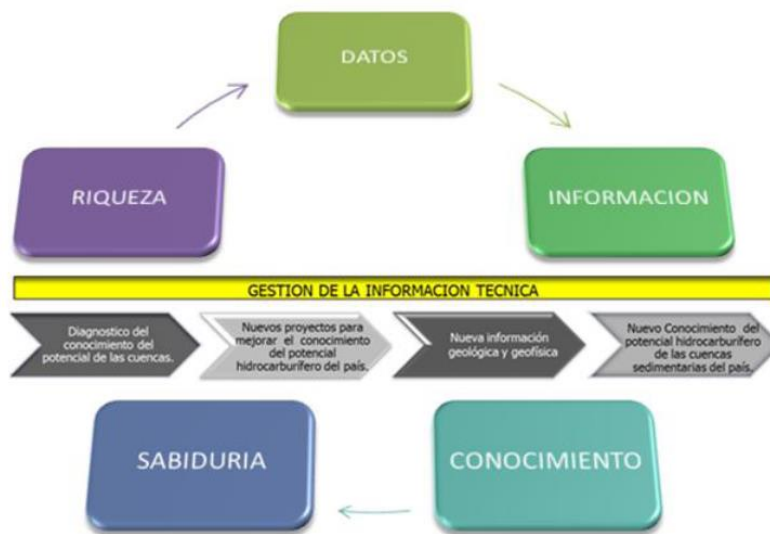 DATOS
RIQUEZA
INFORMACION
GESTION DE LA INFORMACION TECNICA
Diagnostico del
conocimiento del
potencial de las cuencas.
Nuevos proyectos para
mejorar el conocimiento
del potencial
hidrocarburífero del país.
Nueva información
geológica y geofísica
Nuevo Conocimiento del
potencial hidrocarburífero
de las cuencas
sedimentarias del país.
SABIDURIA
CONOCIMIENTO